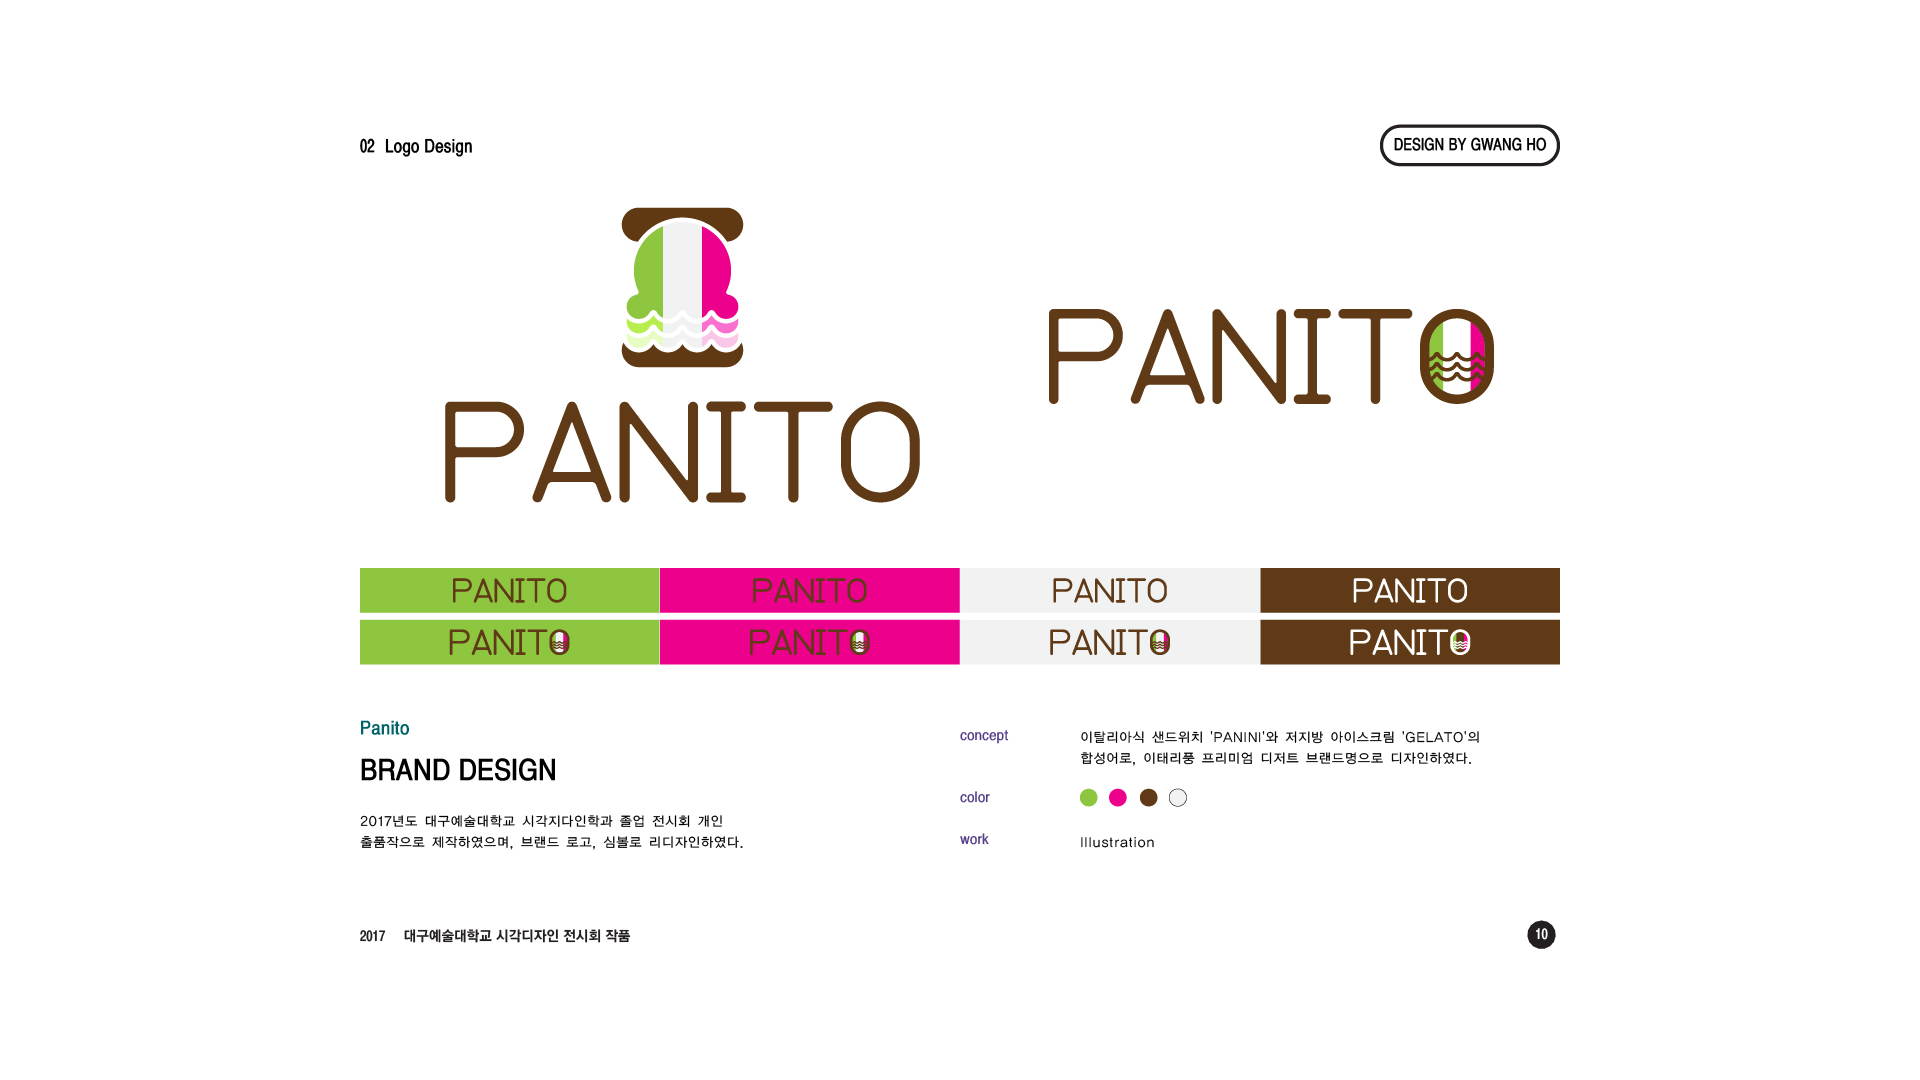 02 Logo Design
DESIGN BY GWANG HO
PANITO
PANITO
PANITO PANITO PANITO PANITO
PANITO PANITO PANITO PANITO
Panito
BRAND DESIGN
2017년도 대구예술대학교 시각지다인학과 졸업 전시회 개인
출품작으로 제작하였으며, 브랜드 로고, 심볼로 리디자인하였다.
concept
이탈리아식 샌드위치 'PANINI'와 저지방 아이스크림 'GELATO'의
합성어로, 이태리풍 프리미엄 디저트 브랜드명으로 디자인하였다.
color
work
Illustration
2017 대구예술대학교 시각디자인 전시회 작품
10